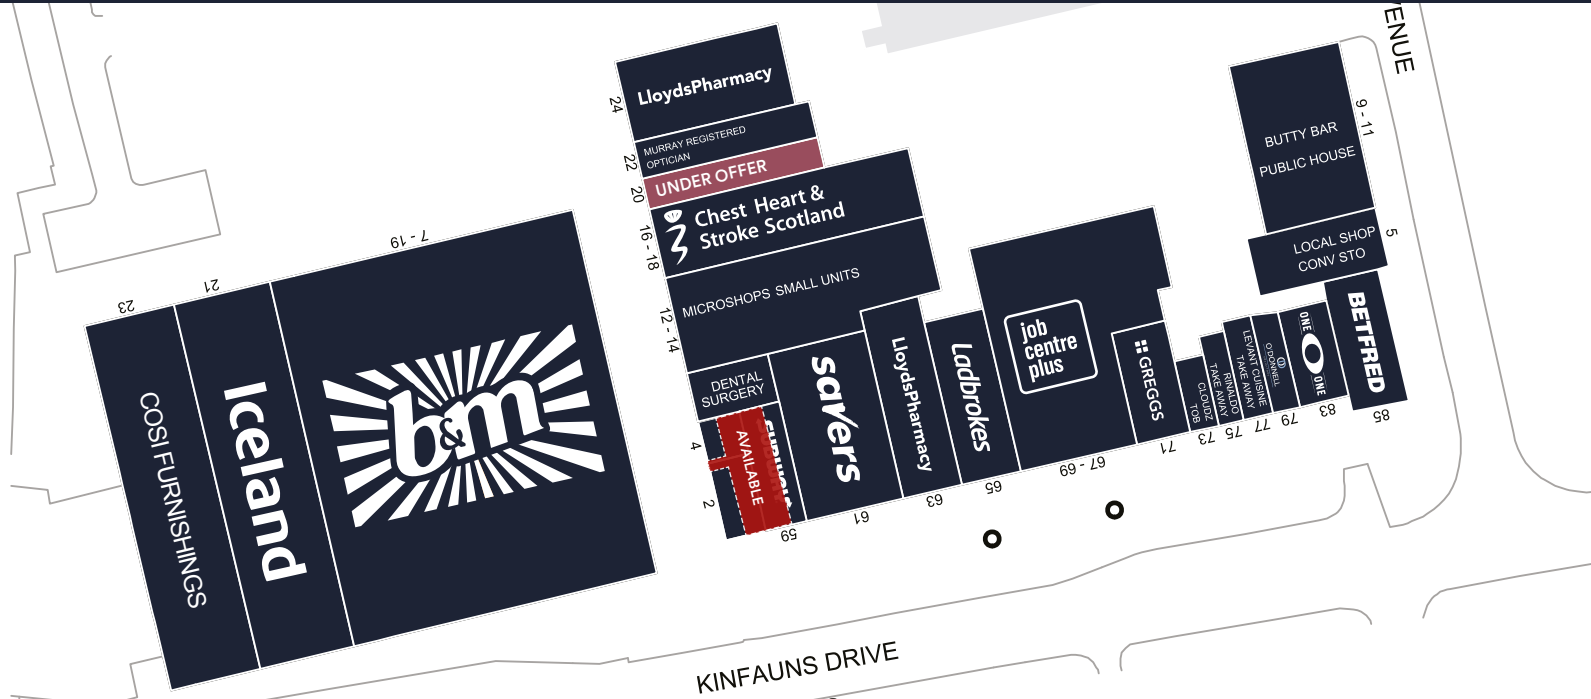 ENUE
24
LloydsPharmacy
22
MURRAY REGISTERED
OPTICIAN
20
UNDER OFFER
16 - 18
Chest Heart &
Stroke Scotland
12 - 14
MICROSHOPS SMALL UNITS
DENTAL
SURGERY
4
2
AVAILABLE
SUBWAY
59
savers
61
LloydsPharmacy
63
Ladbrokes
65
job
centre
plus
67 - 69
GREGGS
71
CLOUDZ
TOB
73
RINALDO
TAKE AWAY
75
LEVANT CUISINE
TAKE AWAY
77
O'DONNELL
79
ONE
O
ONE
83
BETFRED
85
9 - 11
BUTTY BAR
PUBLIC HOUSE
5
LOCAL SHOP
CONV STO
23
COSI FURNISHINGS
21
Iceland
7 - 19
b&m
KINFAUNS DRIVE